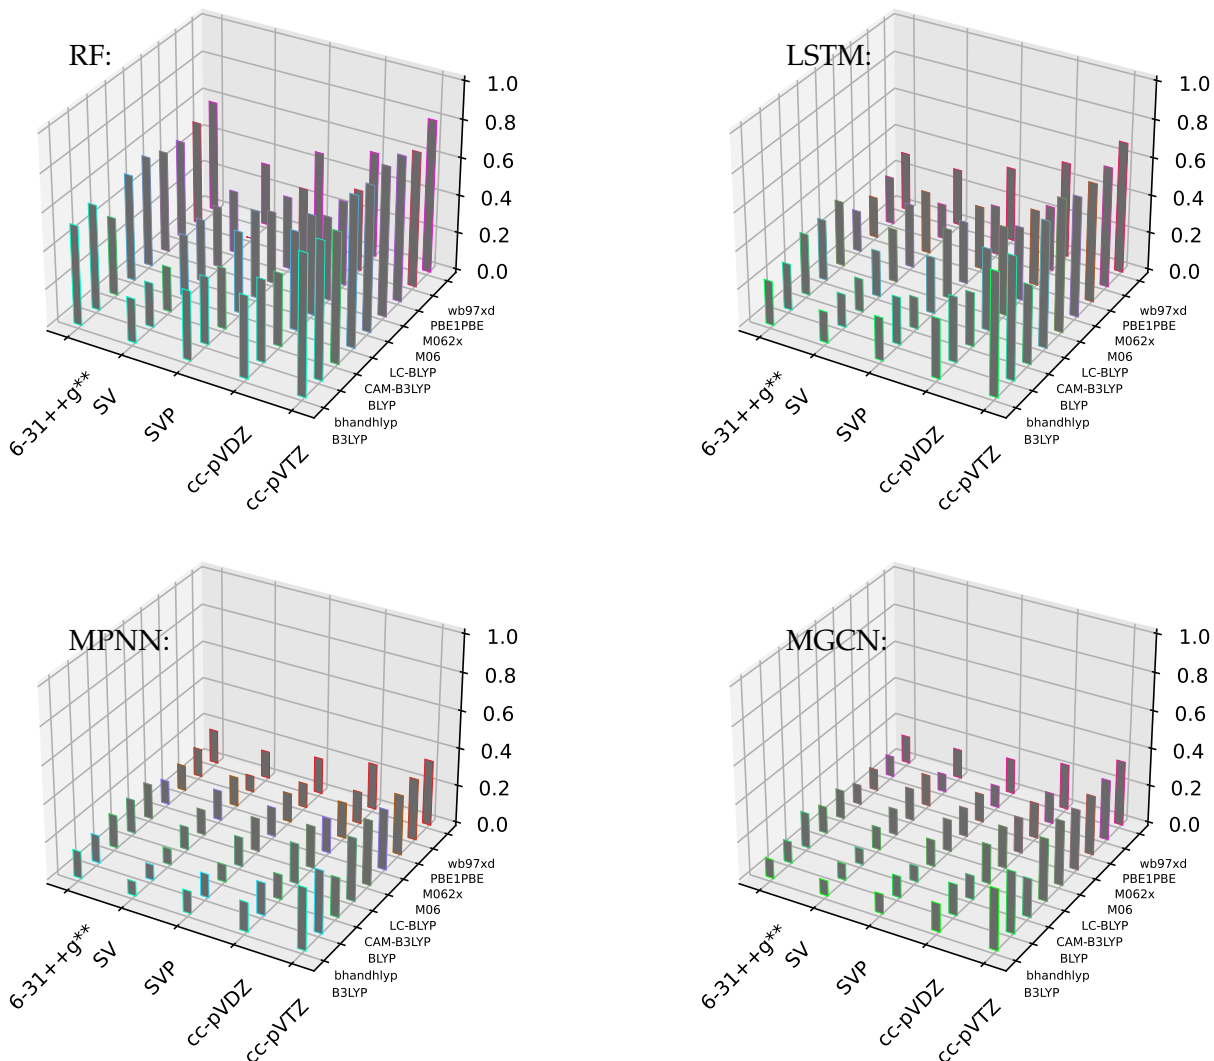 RF:
1.0
0.8
0.6
0.4
0.2
0.0
wb97xd
PBE1PBE
M062x
M06
LC-BLYP
CAM-B3LYP
BLYP
bhandhlyp
B3LYP
6-31++g**
SV
SVP
cc-pVDZ
cc-pVTZ
LSTM:
1.0
0.8
0.6
0.4
0.2
0.0
wb97xd
PBE1PBE
M062x
M06
LC-BLYP
CAM-B3LYP
BLYP
bhandhlyp
B3LYP
6-31++g**
SV
SVP
cc-pVDZ
cc-pVTZ
MPNN:
1.0
0.8
0.6
0.4
0.2
0.0
wb97xd
PBE1PBE
M062x
M06
LC-BLYP
CAM-B3LYP
BLYP
bhandhlyp
B3LYP
6-31++g**
SV
SVP
cc-pVDZ
cc-pVTZ
MGCN:
1.0
0.8
0.6
0.4
0.2
0.0
wb97xd
PBE1PBE
M062x
M06
LC-BLYP
CAM-B3LYP
BLYP
bhandhlyp
B3LYP
6-31++g**
SV
SVP
cc-pVDZ
cc-pVTZ